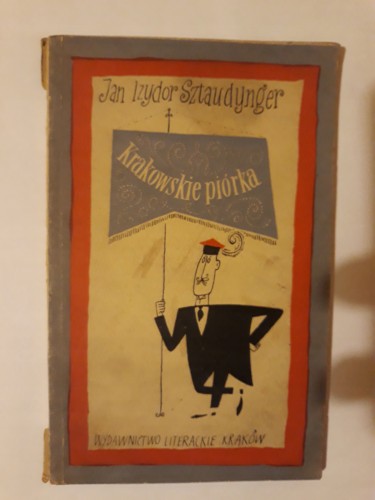 Jan Izydor Sztaudynger
Krakowskie piórka
WYDAWNICTWO LITERACKIE KRAKÓW